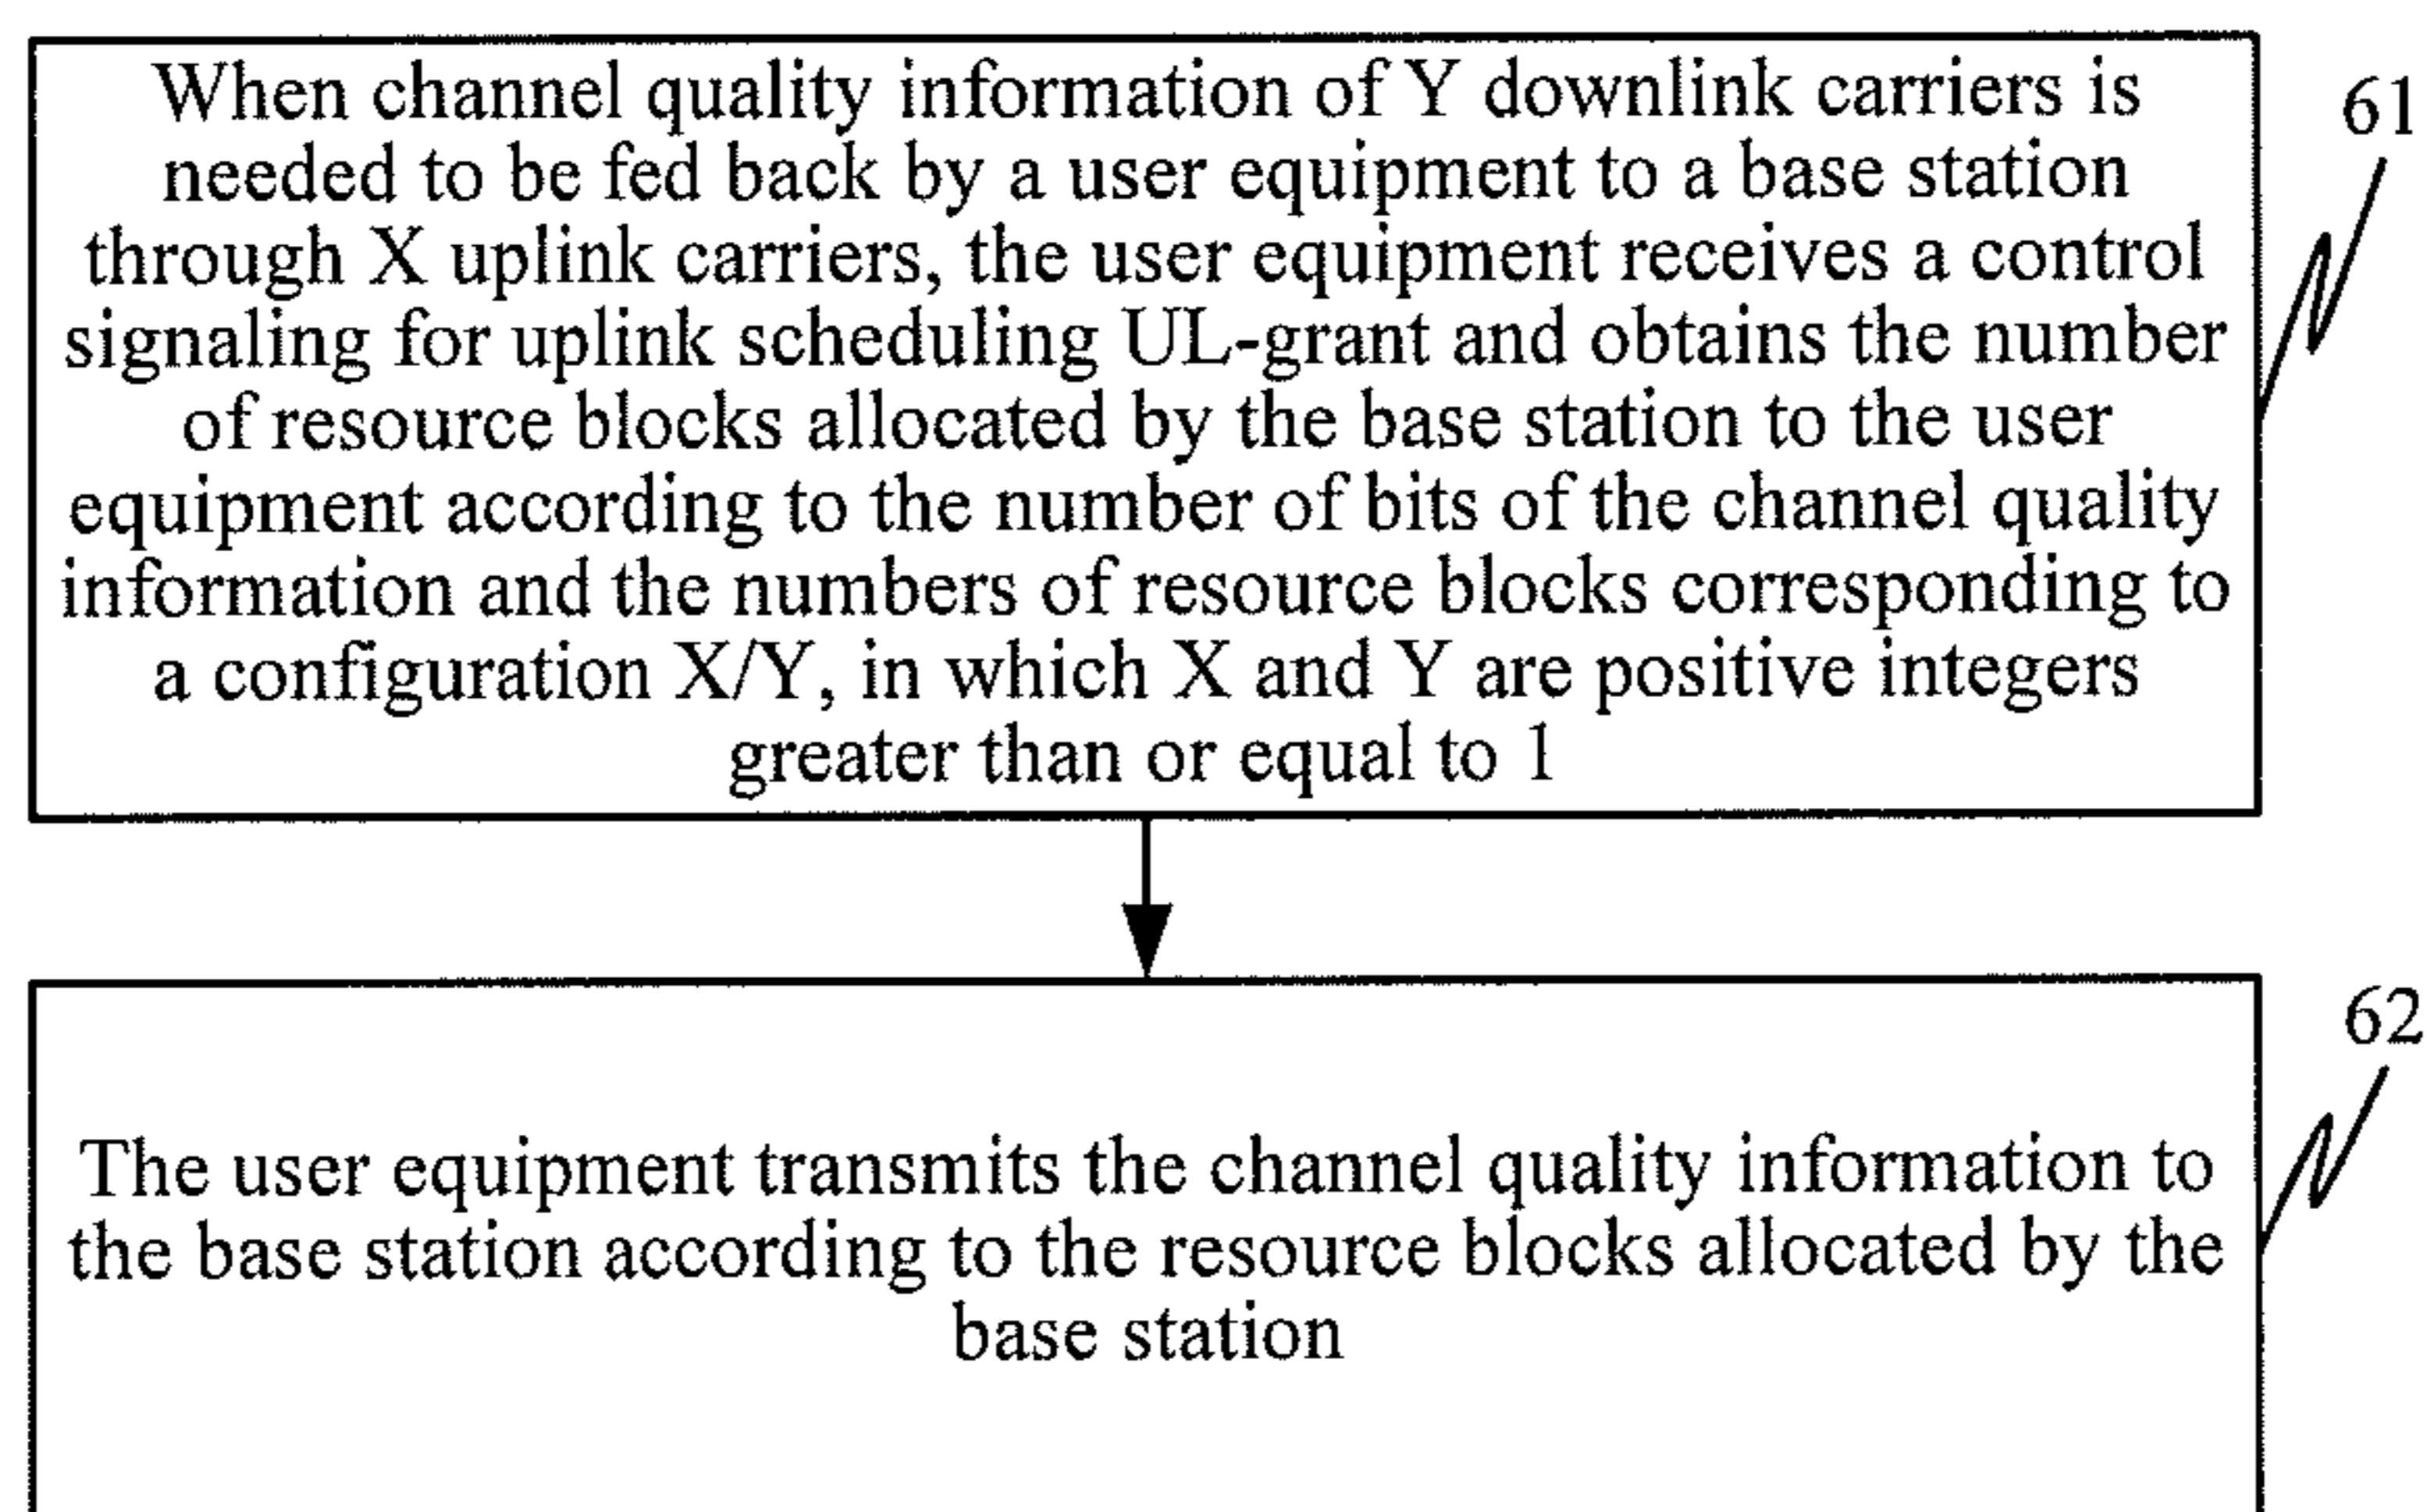 When channel quality information of Y downlink carriers is
needed to be fed back by a user equipment to a base station
through X uplink carriers, the user equipment receives a control
signaling for uplink scheduling UL-grant and obtains the number
of resource blocks allocated by the base station to the user
equipment according to the number of bits of the channel quality
information and the numbers of resource blocks corresponding to
a configuration X/Y, in which X and Y are positive integers
greater than or equal to 1
61
The user equipment transmits the channel quality information to
the base station according to the resource blocks allocated by the
base station
62